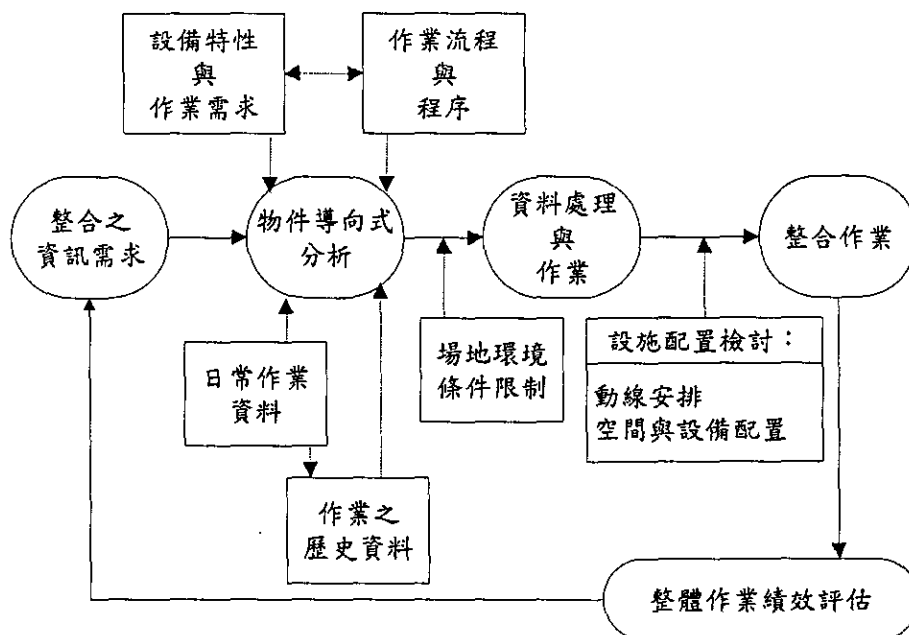 設備特性
與
作業需求
作業流程
與
程序
整合之
資訊需求
物件導向式
分析
資料處理
與
作業
整合作業
日常作業
資料
場地環境
條件限制
設施配置檢討：
動線安排
空間與設備配置
作業之
歷史資料
整體作業績效評估